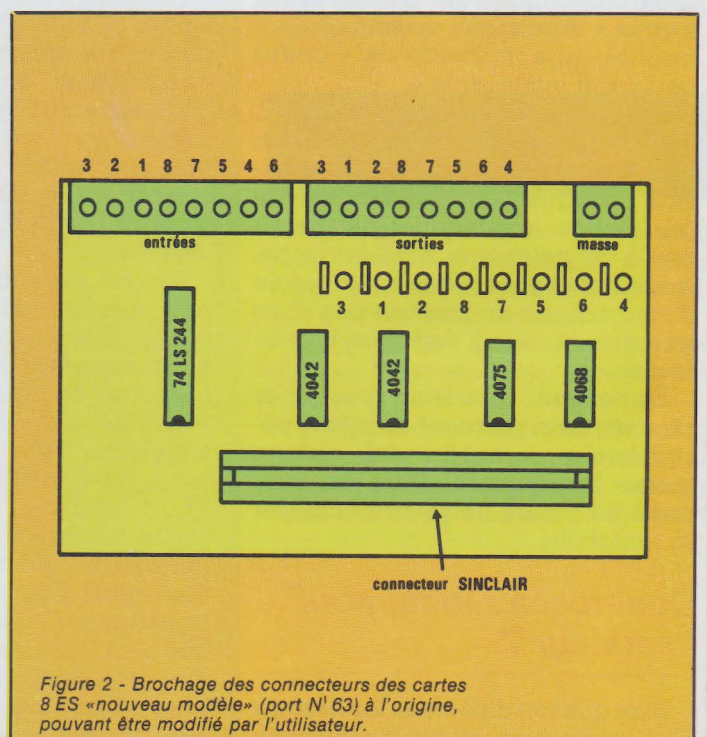 3 2 1 8 7 5 4 6 3 1 2 8 7 5 6 4
entrées sorties masse
3 1 2 8 7 5 6 4
74 LS 244 4042 4042 4075 4068
connecteur SINCLAIR
Figure 2 - Brochage des connecteurs des cartes
8 ES «nouveau modèle» (port N' 63) à l'origine,
pouvant être modifié par l'utilisateur.